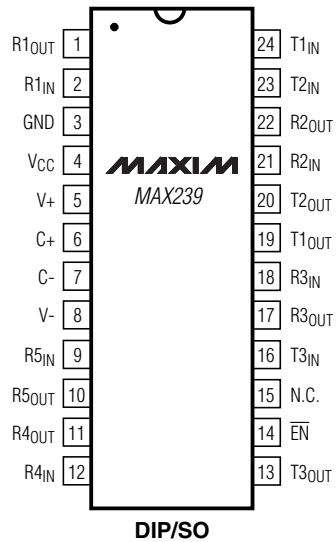 R1OUT 1 24 T1IN
R1IN 2 23 T2IN
GND 3 22 R2OUT
VCC 4 MAXIM 21 R2IN
V+ 5 MAX239 20 T2OUT
C+ 6 19 T1OUT
C- 7 18 R3IN
V- 8 17 R3OUT
R5IN 9 16 T3IN
R5OUT 10 15 N.C.
R4OUT 11 14 E̅N̅
R4IN 12 13 T3OUT
DIP/SO